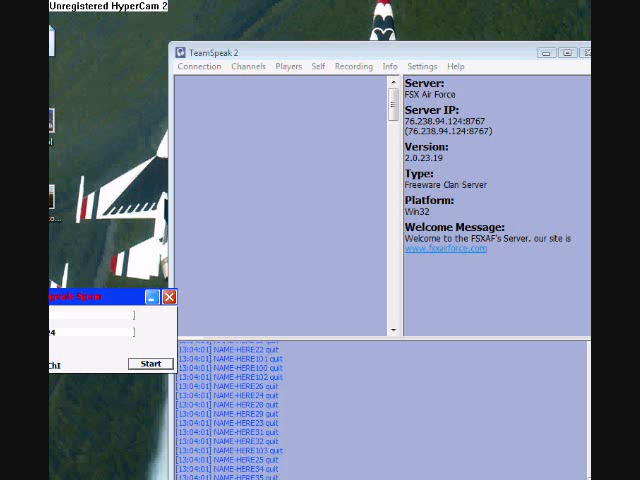 Unregistered HyperCam 2
TeamSpeak 2
Connection Channels Players Self Recording Info Settings Help
Server:
FSX Air Force
Server IP:
76.238.94.124:8767
(76.238.94.124:8767)
Version:
2.0.23.19
Type:
Freeware Clan Server
Platform:
Win32
Welcome Message:
Welcome to the FSXAF's Server, our site is
www.fsxairforce.com
Spam
Start
[13:04:01] NAME-HERE22 quit
[13:04:01] NAME-HERE101 quit
[13:04:01] NAME-HERE100 quit
[13:04:01] NAME-HERE102 quit
[13:04:01] NAME-HERE26 quit
[13:04:01] NAME-HERE24 quit
[13:04:01] NAME-HERE28 quit
[13:04:01] NAME-HERE29 quit
[13:04:01] NAME-HERE23 quit
[13:04:01] NAME-HERE31 quit
[13:04:01] NAME-HERE32 quit
[13:04:01] NAME-HERE103 quit
[13:04:01] NAME-HERE25 quit
[13:04:01] NAME-HERE34 quit
[13:04:01] NAME-HERE35 quit